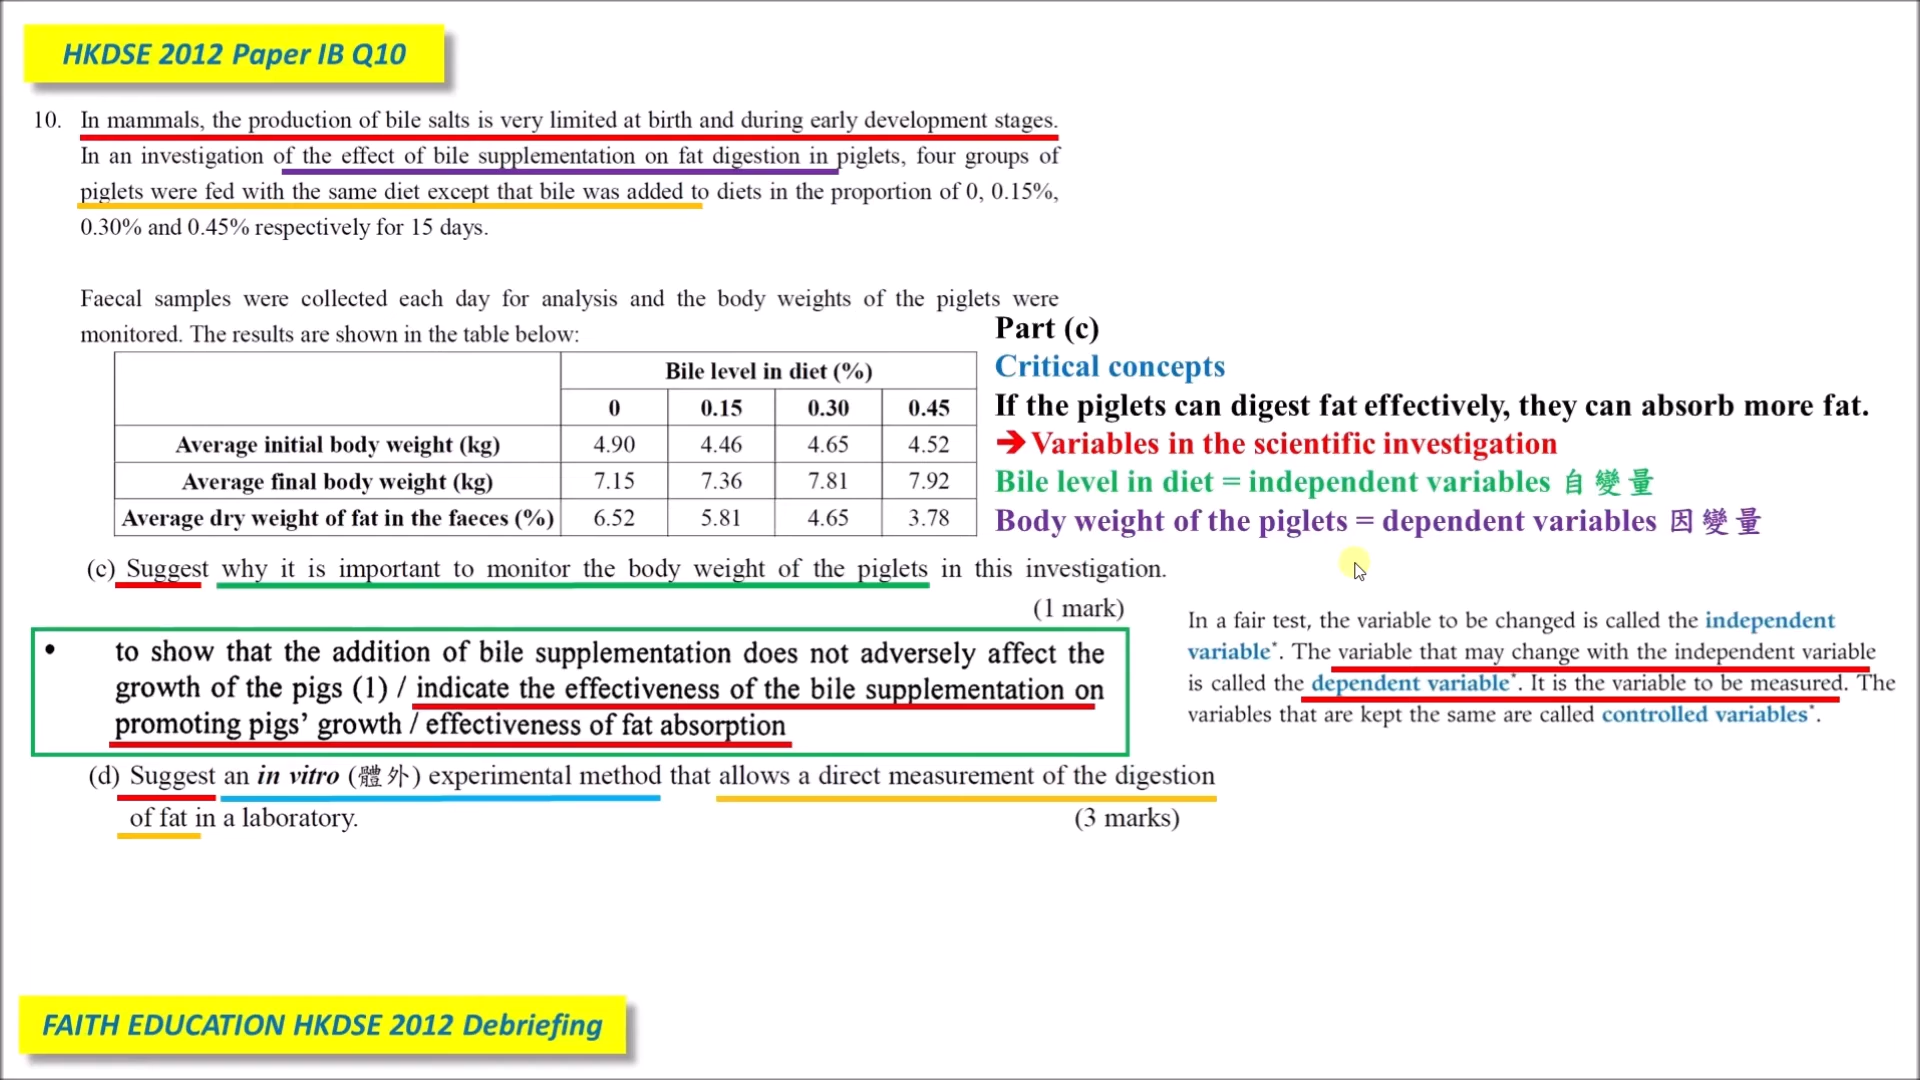 HKDSE 2012 Paper IB Q10
10. In mammals, the production of bile salts is very limited at birth and during early development stages.
In an investigation of the effect of bile supplementation on fat digestion in piglets, four groups of
piglets were fed with the same diet except that bile was added to diets in the proportion of 0, 0.15%,
0.30% and 0.45% respectively for 15 days.
Faecal samples were collected each day for analysis and the body weights of the piglets were
monitored. The results are shown in the table below:
Bile level in diet (%)
0 0.15 0.30 0.45
Average initial body weight (kg) 4.90 4.46 4.65 4.52
Average final body weight (kg) 7.15 7.36 7.81 7.92
Average dry weight of fat in the faeces (%) 6.52 5.81 4.65 3.78
Part (c)
Critical concepts
If the piglets can digest fat effectively, they can absorb more fat.
➔ Variables in the scientific investigation
Bile level in diet = independent variables 自變量
Body weight of the piglets = dependent variables 因變量
(c) Suggest why it is important to monitor the body weight of the piglets in this investigation.
(1 mark)
• to show that the addition of bile supplementation does not adversely affect the
growth of the pigs (1) / indicate the effectiveness of the bile supplementation on
promoting pigs' growth / effectiveness of fat absorption
In a fair test, the variable to be changed is called the independent
variable*. The variable that may change with the independent variable
is called the dependent variable*. It is the variable to be measured. The
variables that are kept the same are called controlled variables*.
(d) Suggest an in vitro (體外) experimental method that allows a direct measurement of the digestion
of fat in a laboratory. (3 marks)
FAITH EDUCATION HKDSE 2012 Debriefing